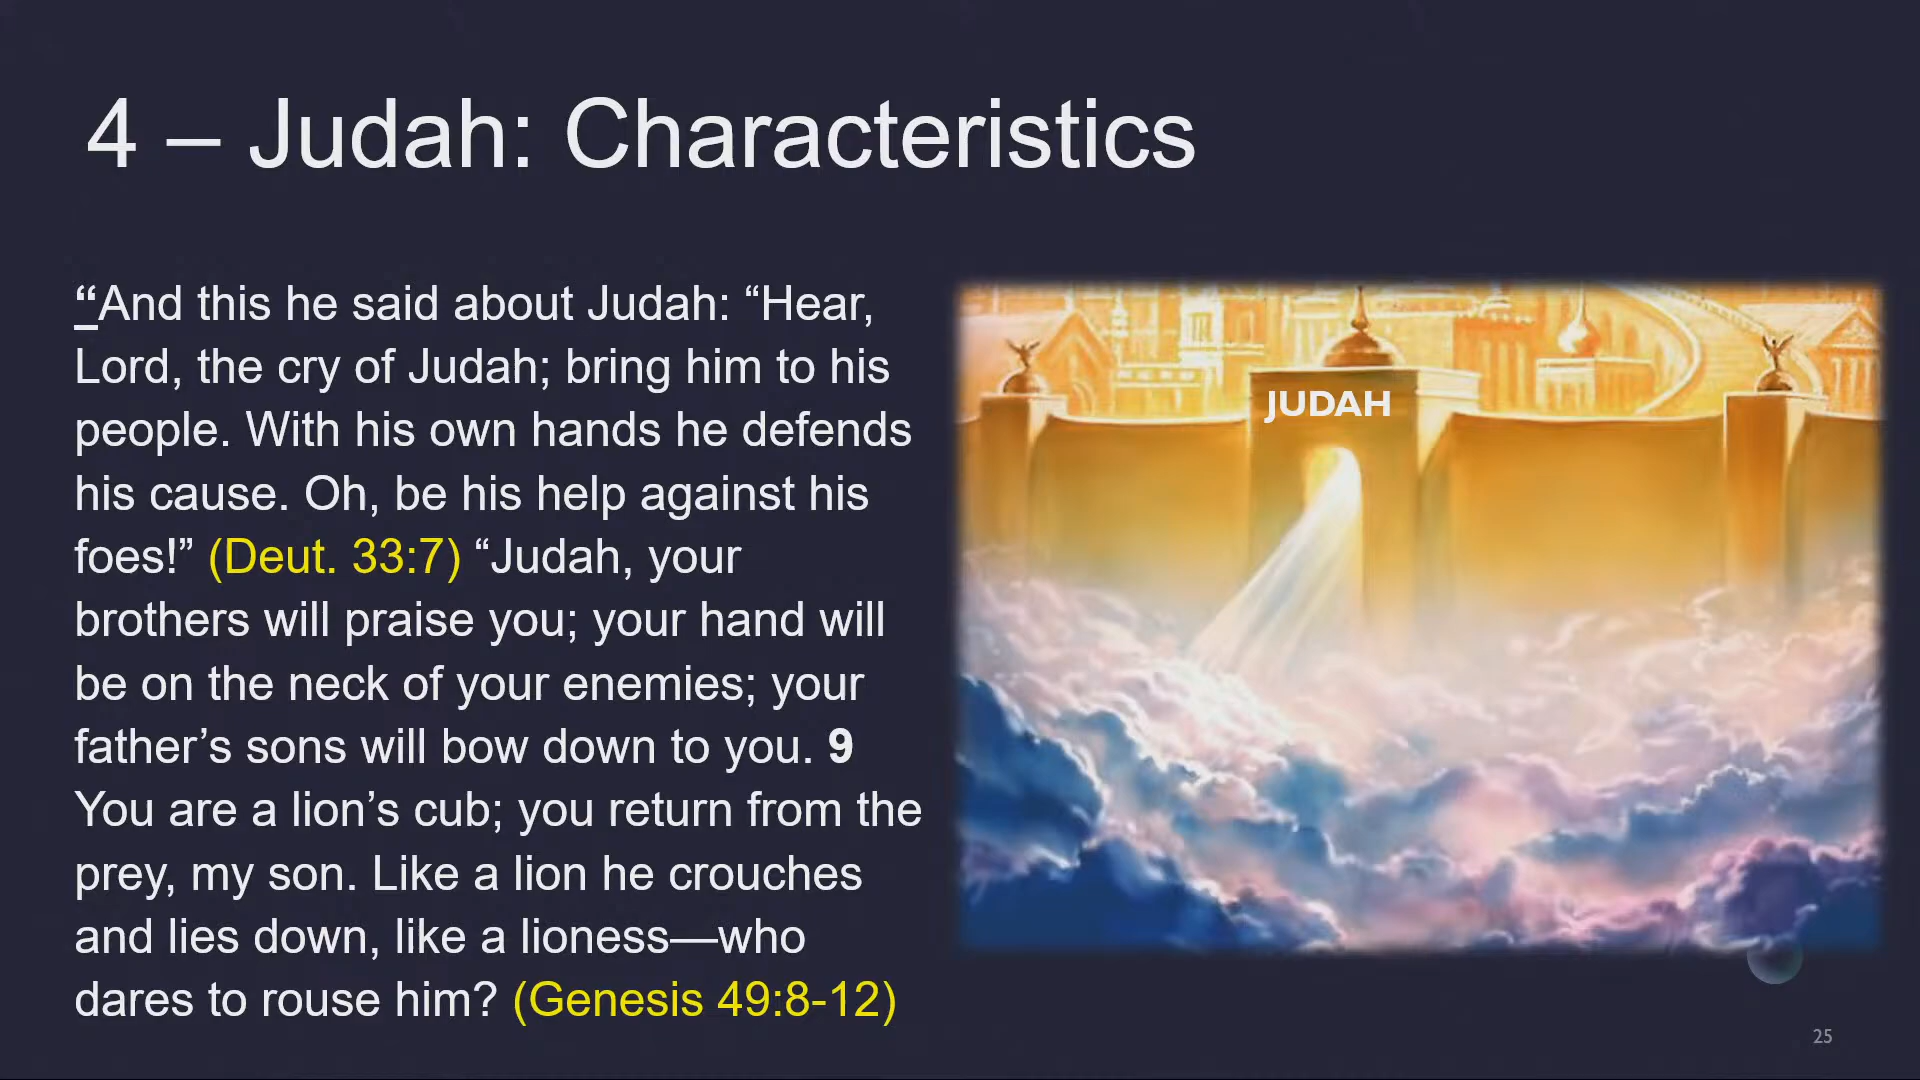 4 – Judah: Characteristics
“And this he said about Judah: “Hear,
Lord, the cry of Judah; bring him to his
people. With his own hands he defends
his cause. Oh, be his help against his
foes!” (Deut. 33:7) “Judah, your
brothers will praise you; your hand will
be on the neck of your enemies; your
father’s sons will bow down to you. 9
You are a lion’s cub; you return from the
prey, my son. Like a lion he crouches
and lies down, like a lioness—who
dares to rouse him? (Genesis 49:8-12)
JUDAH
25